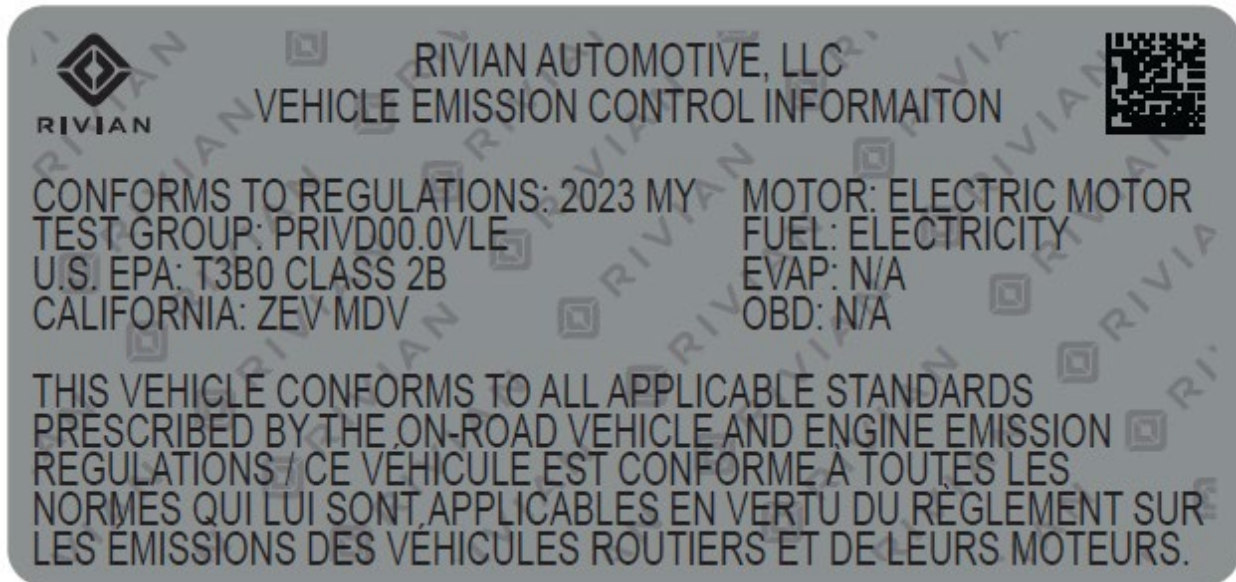 RIVIAN
RIVIAN AUTOMOTIVE, LLC
VEHICLE EMISSION CONTROL INFORMAITON
CONFORMS TO REGULATIONS: 2023 MY
TEST GROUP: PRIVD00.0VLE
U.S. EPA: T3B0 CLASS 2B
CALIFORNIA: ZEV MDV
MOTOR: ELECTRIC MOTOR
FUEL: ELECTRICITY
EVAP: N/A
OBD: N/A
THIS VEHICLE CONFORMS TO ALL APPLICABLE STANDARDS
PRESCRIBED BY THE ON-ROAD VEHICLE AND ENGINE EMISSION
REGULATIONS / CE VÉHICULE EST CONFORME À TOUTES LES
NORMES QUI LUI SONT APPLICABLES EN VERTU DU RÈGLEMENT SUR
LES ÉMISSIONS DES VÉHICULES ROUTIERS ET DE LEURS MOTEURS.